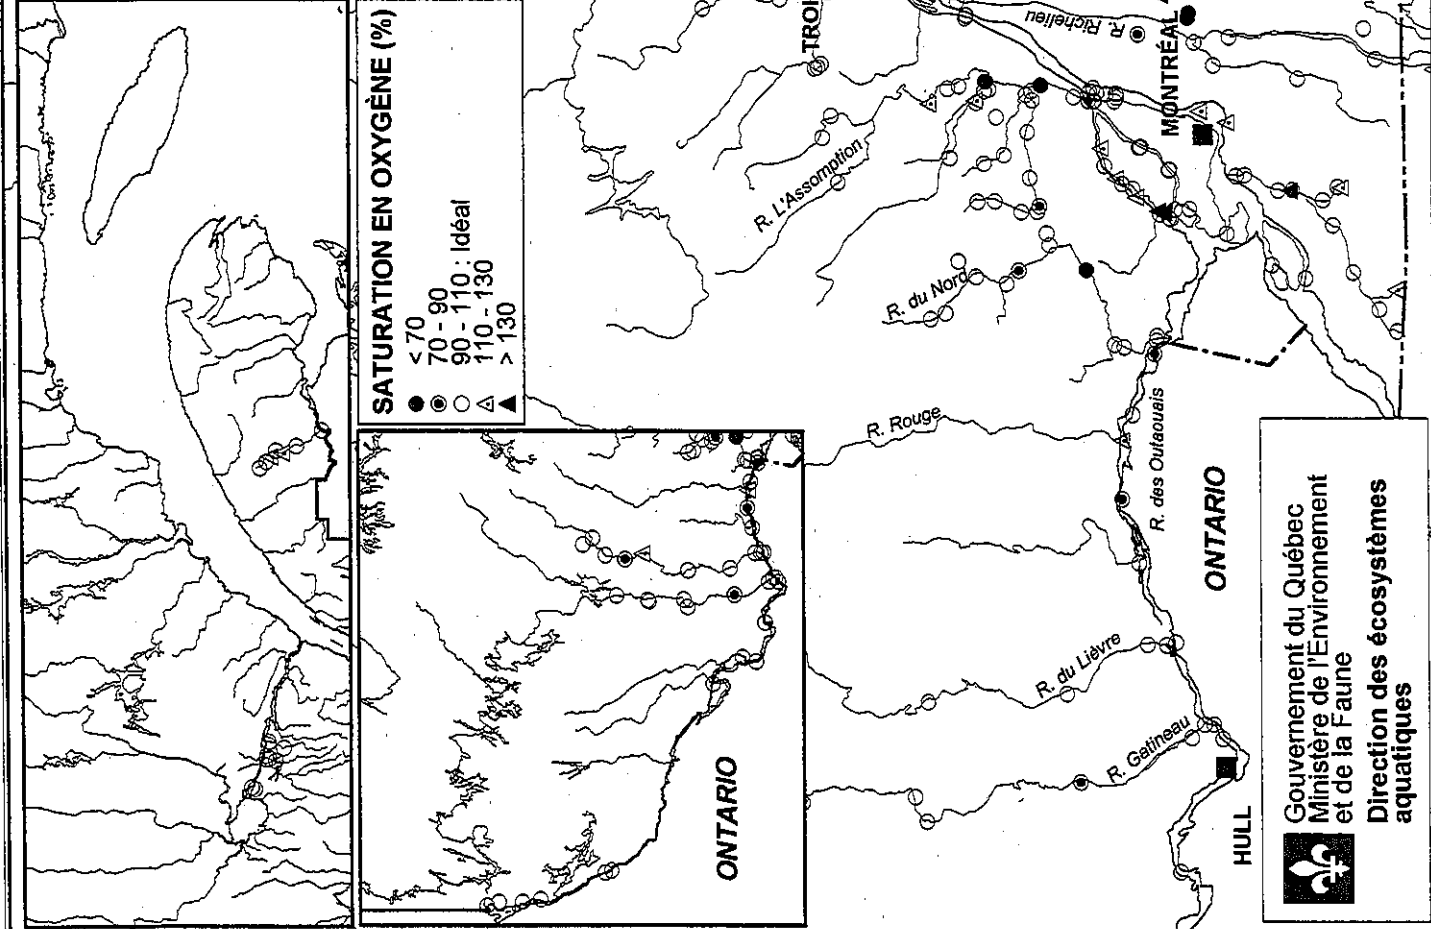 SATURATION EN OXYGÈNE (%)
< 70
70 - 90
90 - 110 : Idéal
110 - 130
> 130
R. Richelieu
MONTRÉAL
R. L'Assomption
R. du Nord
R. Rouge
R. des Outaouais
ONTARIO
R. du Lièvre
R. Gatineau
HULL
ONTARIO
Gouvernement du Québec
Ministère de l'Environnement
et de la Faune
Direction des écosystèmes
aquatiques